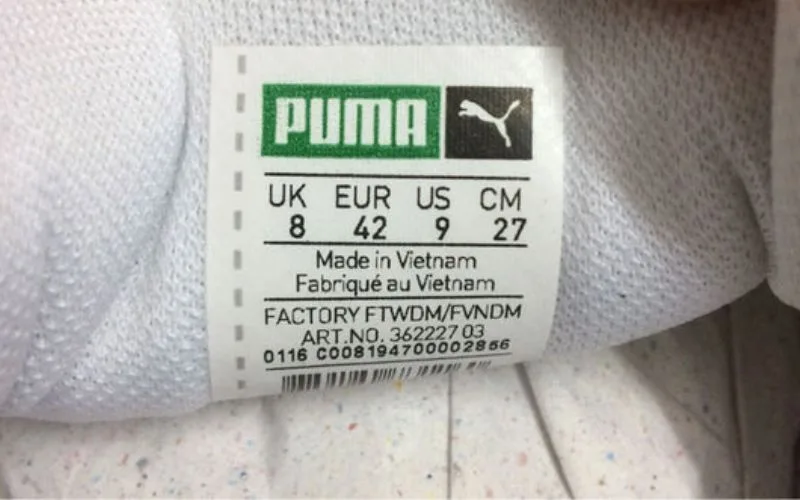 PUMA
UK EUR US CM
8 42 9 27
Made in Vietnam
Fabriqué au Vietnam
FACTORY FTWDM/FVNDM
ART.NO. 362227 03
0116 C008194700002866